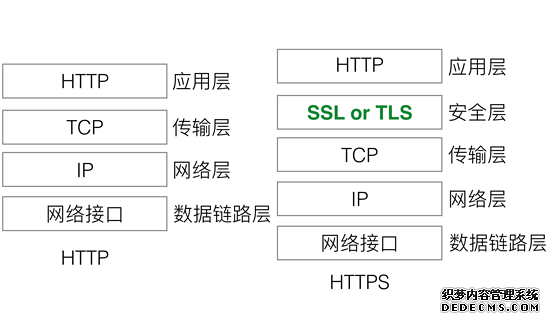 HTTP 应用层
TCP 传输层
IP 网络层
网络接口 数据链路层
HTTP
HTTP 应用层
SSL or TLS 安全层
TCP 传输层
IP 网络层
网络接口 数据链路层
HTTPS
织梦内容管理系统
DEDECMS.COM